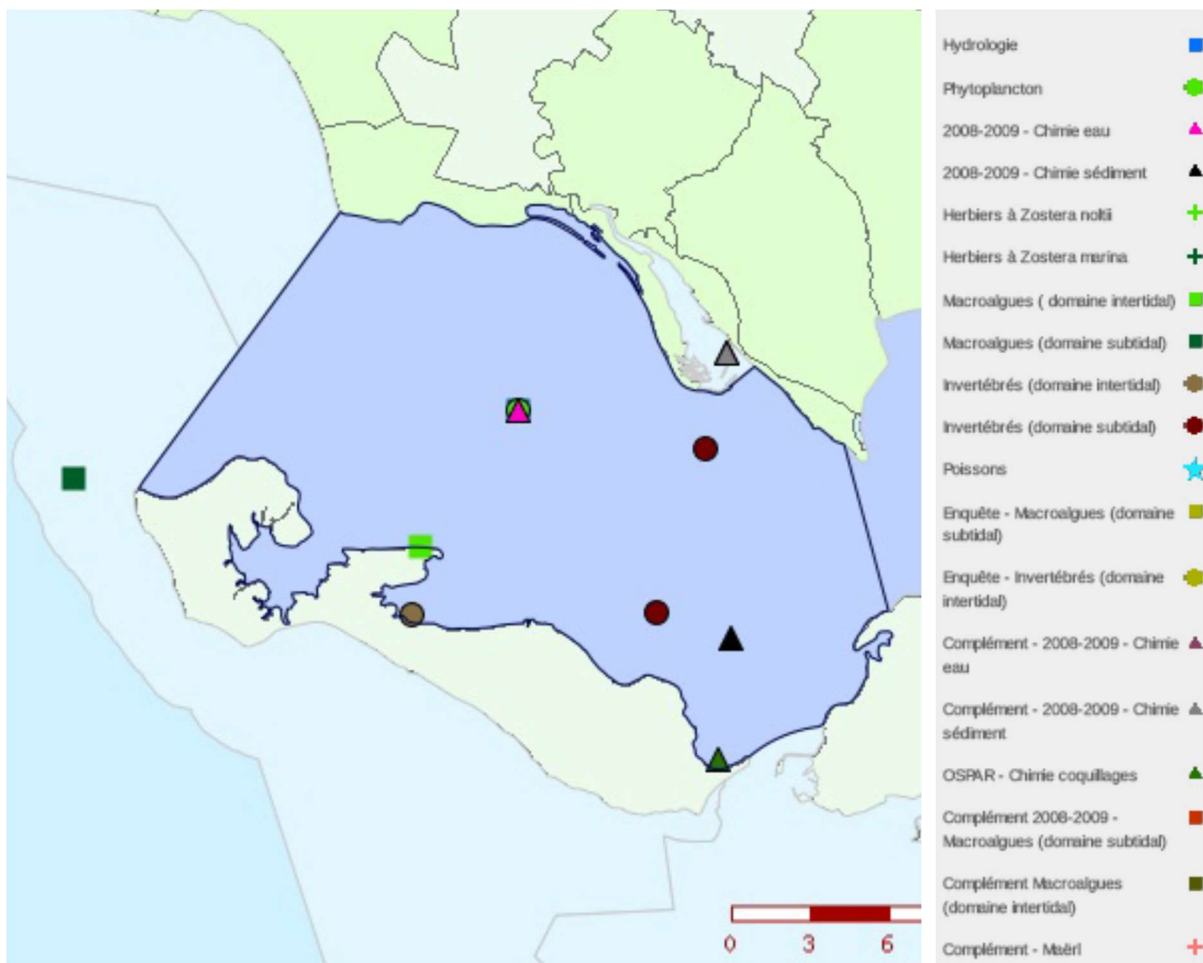 Hydrologie
Phytoplancton
2008-2009 - Chimie eau
2008-2009 - Chimie sédiment
Herbiers à Zostera noltii
Herbiers à Zostera marina
Macroalgues ( domaine intertidal)
Macroalgues (domaine subtidal)
Invertébrés (domaine intertidal)
Invertébrés (domaine subtidal)
Poissons
Enquête - Macroalgues (domaine
subtidal)
Enquête - Invertébrés (domaine
intertidal)
Complément - 2008-2009 - Chimie
eau
Complément - 2008-2009 - Chimie
sédiment
OSPAR - Chimie coquillages
Complément 2008-2009 -
Macroalgues (domaine subtidal)
Complément Macroalgues
(domaine intertidal)
Complément - Maërl
0 3 6